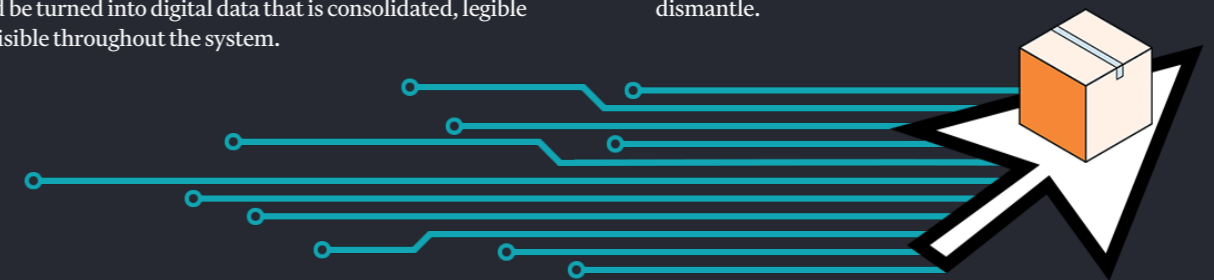 be turned into digital data that is consolidated, legible
isible throughout the system.
dismantle.